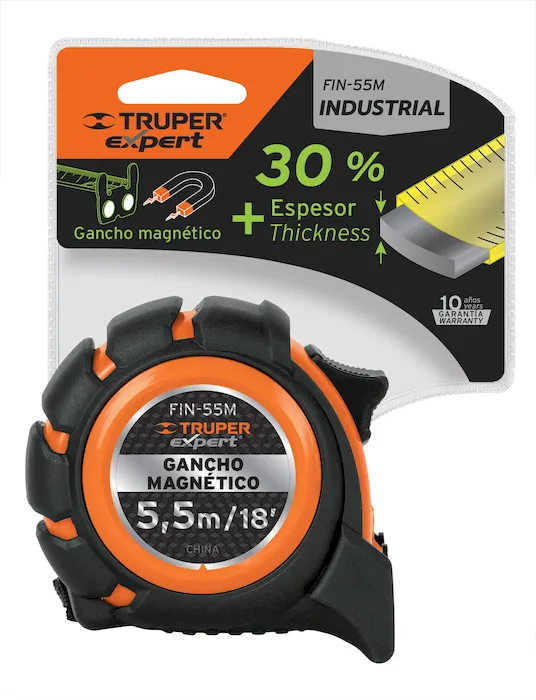 FIN-55M
INDUSTRIAL
TRUPER®
expert
30 %
+ Espesor
Thickness
Gancho magnético
10 años
years
GARANTÍA
WARRANTY
FIN-55M
TRUPER
expert®
GANCHO
MAGNÉTICO
5,5m/18'
CHINA